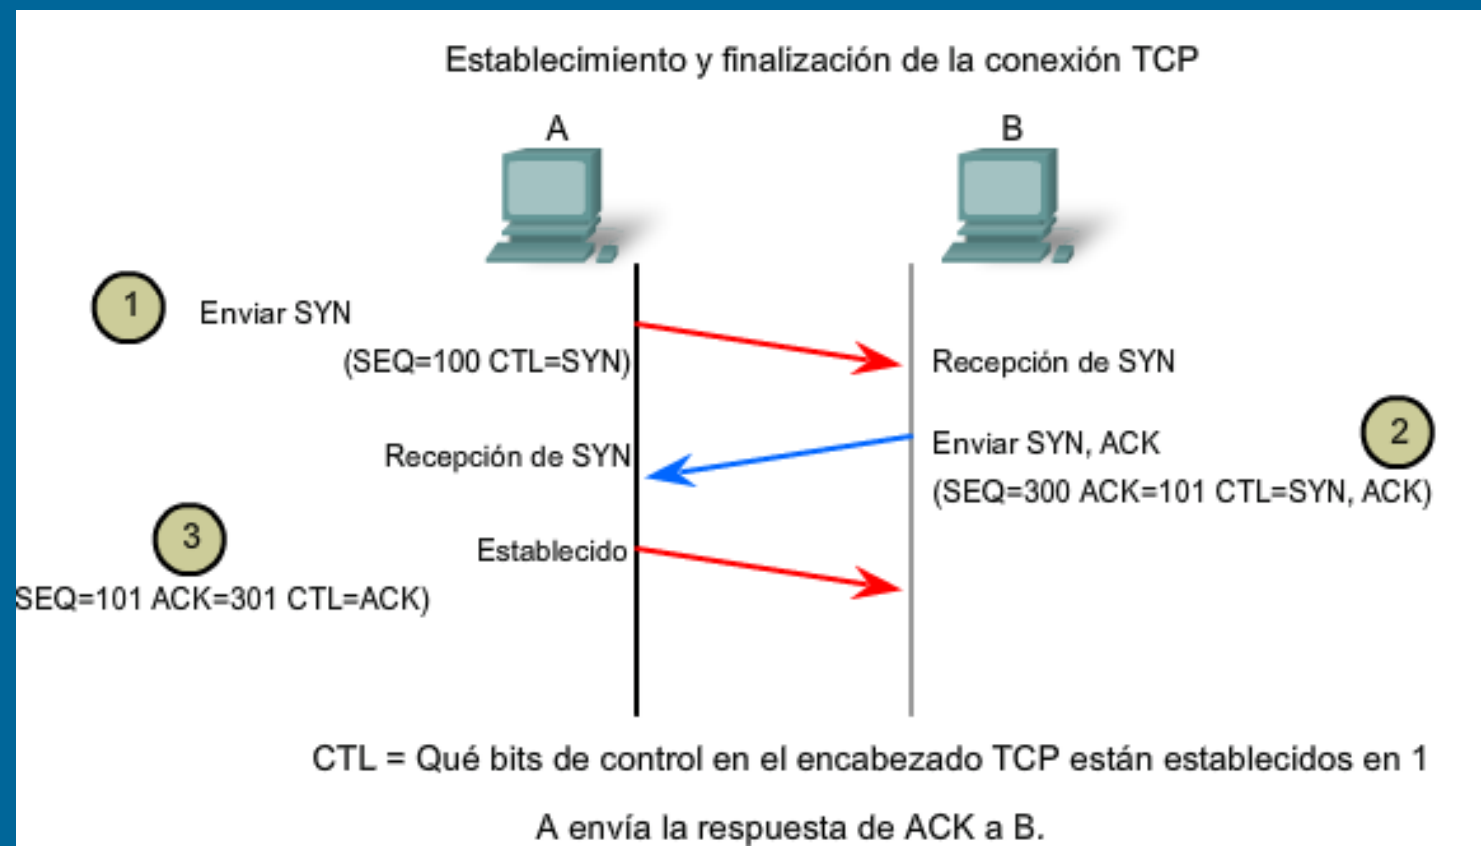 Establecimiento y finalización de la conexión TCP
A
B
1
Enviar SYN
(SEQ=100 CTL=SYN)
Recepción de SYN
Enviar SYN, ACK
2
Recepción de SYN
(SEQ=300 ACK=101 CTL=SYN, ACK)
3
Establecido
SEQ=101 ACK=301 CTL=ACK)
CTL = Qué bits de control en el encabezado TCP están establecidos en 1
A envía la respuesta de ACK a B.